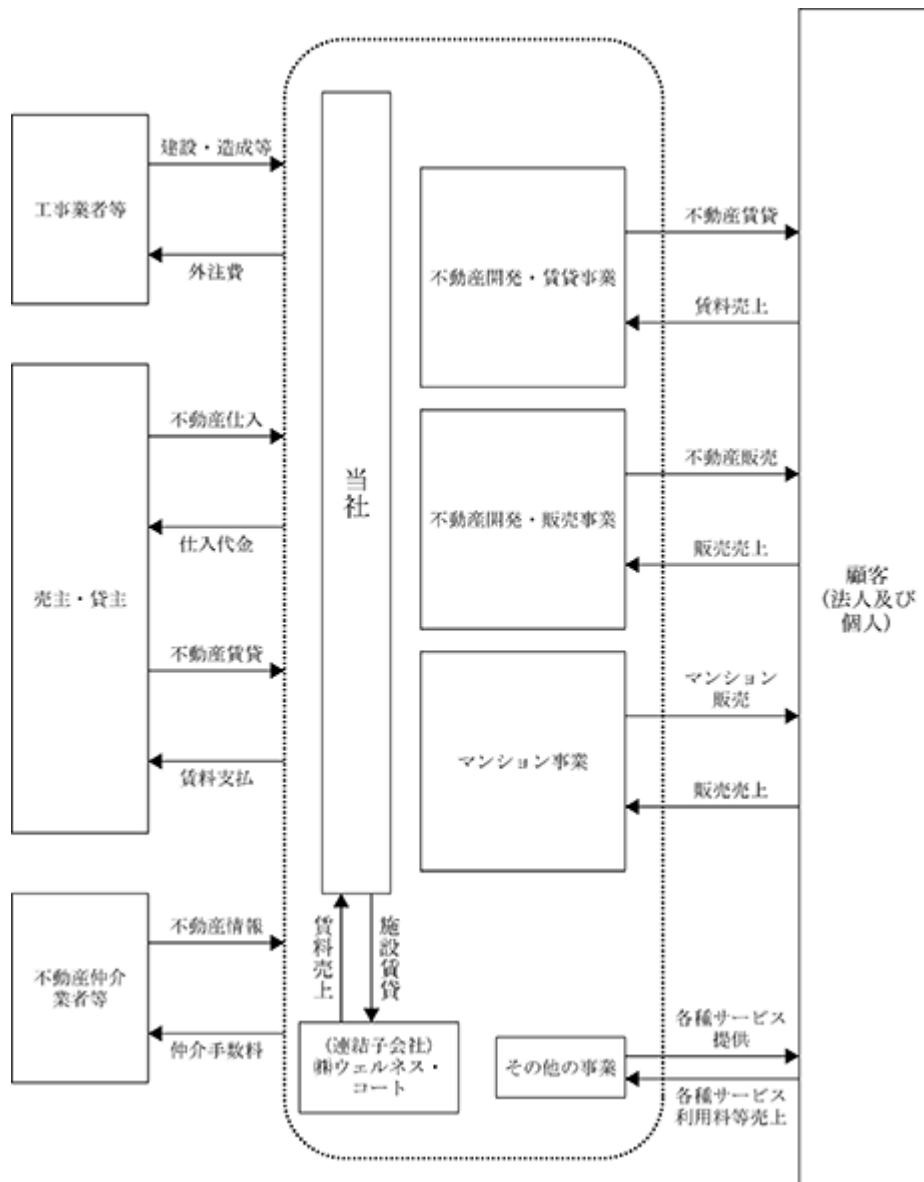 工事業者等
建設・造成等
外注費
売主・貸主
不動産仕入
仕入代金
不動産賃貸
賃料支払
不動産仲介
業者等
不動産情報
仲介手数料
当社
賃料売上
施設賃貸
(連結子会社)
㈱ウェルネス・
コート
不動産開発・賃貸事業
不動産開発・販売事業
マンション事業
その他の事業
不動産賃貸
賃料売上
不動産販売
販売売上
マンション
販売
販売売上
各種サービス
提供
各種サービス
利用料等売上
顧客
(法人及び
個人)